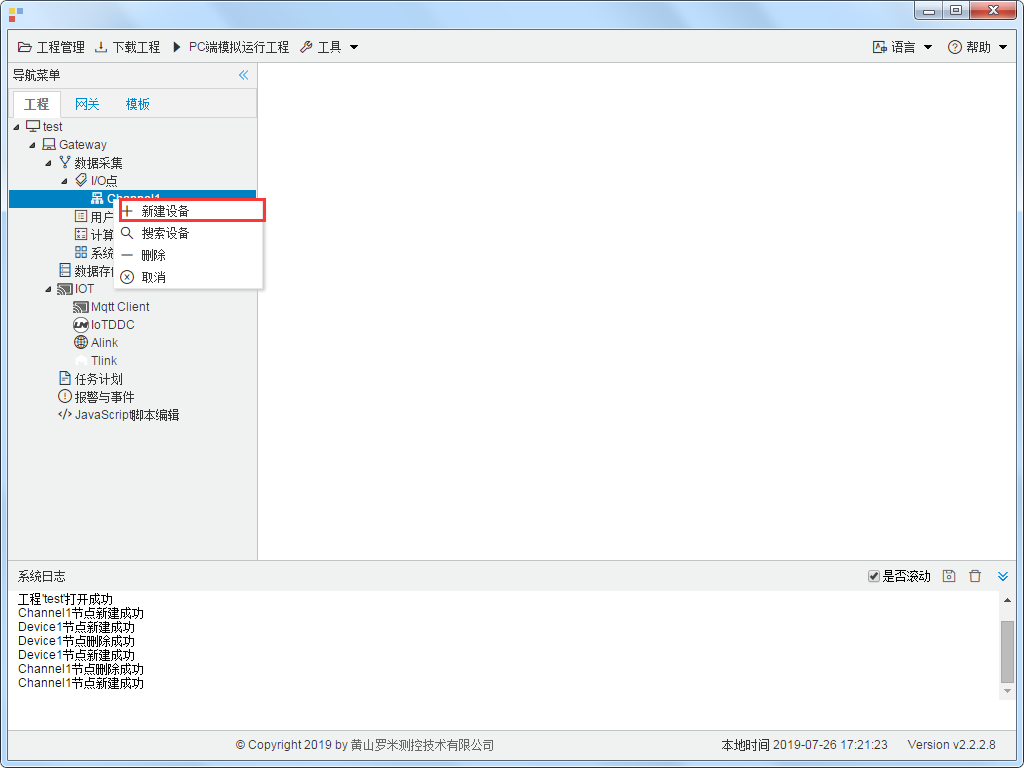 工程管理 下载工程 PC端模拟运行工程 工具 语言 帮助
导航菜单
工程 网关 模板
test
Gateway
数据采集
I/O点
Channel1
新建设备
用户
搜索设备
计算
删除
系统
取消
数据存
IOT
Mqtt Client
IoTDDC
Alink
Tlink
任务计划
报警与事件
JavaScript脚本编辑
系统日志 是否滚动
工程'test'打开成功
Channel1节点新建成功
Device1节点新建成功
Device1节点删除成功
Device1节点新建成功
Channel1节点删除成功
Channel1节点新建成功
© Copyright 2019 by 黄山罗米测控技术有限公司 本地时间 2019-07-26 17:21:23 Version v2.2.2.8